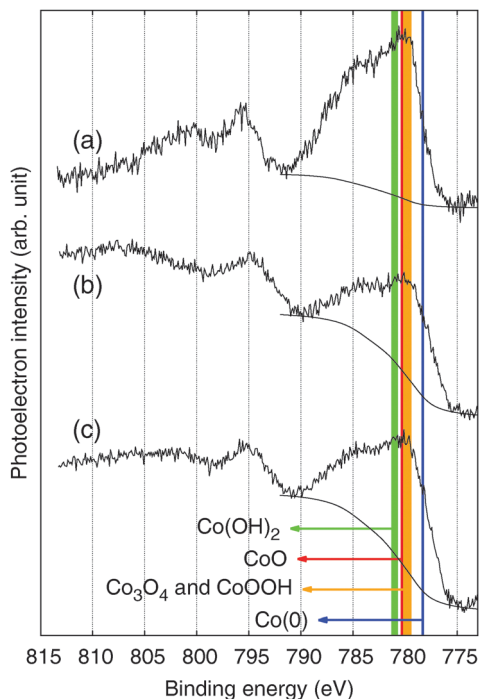 Photoelectron intensity (arb. unit)
(a)
(b)
(c)
Co(OH)₂
CoO
Co₃O₄ and CoOOH
Co(0)
815 810 805 800 795 790 785 780 775
Binding energy (eV)